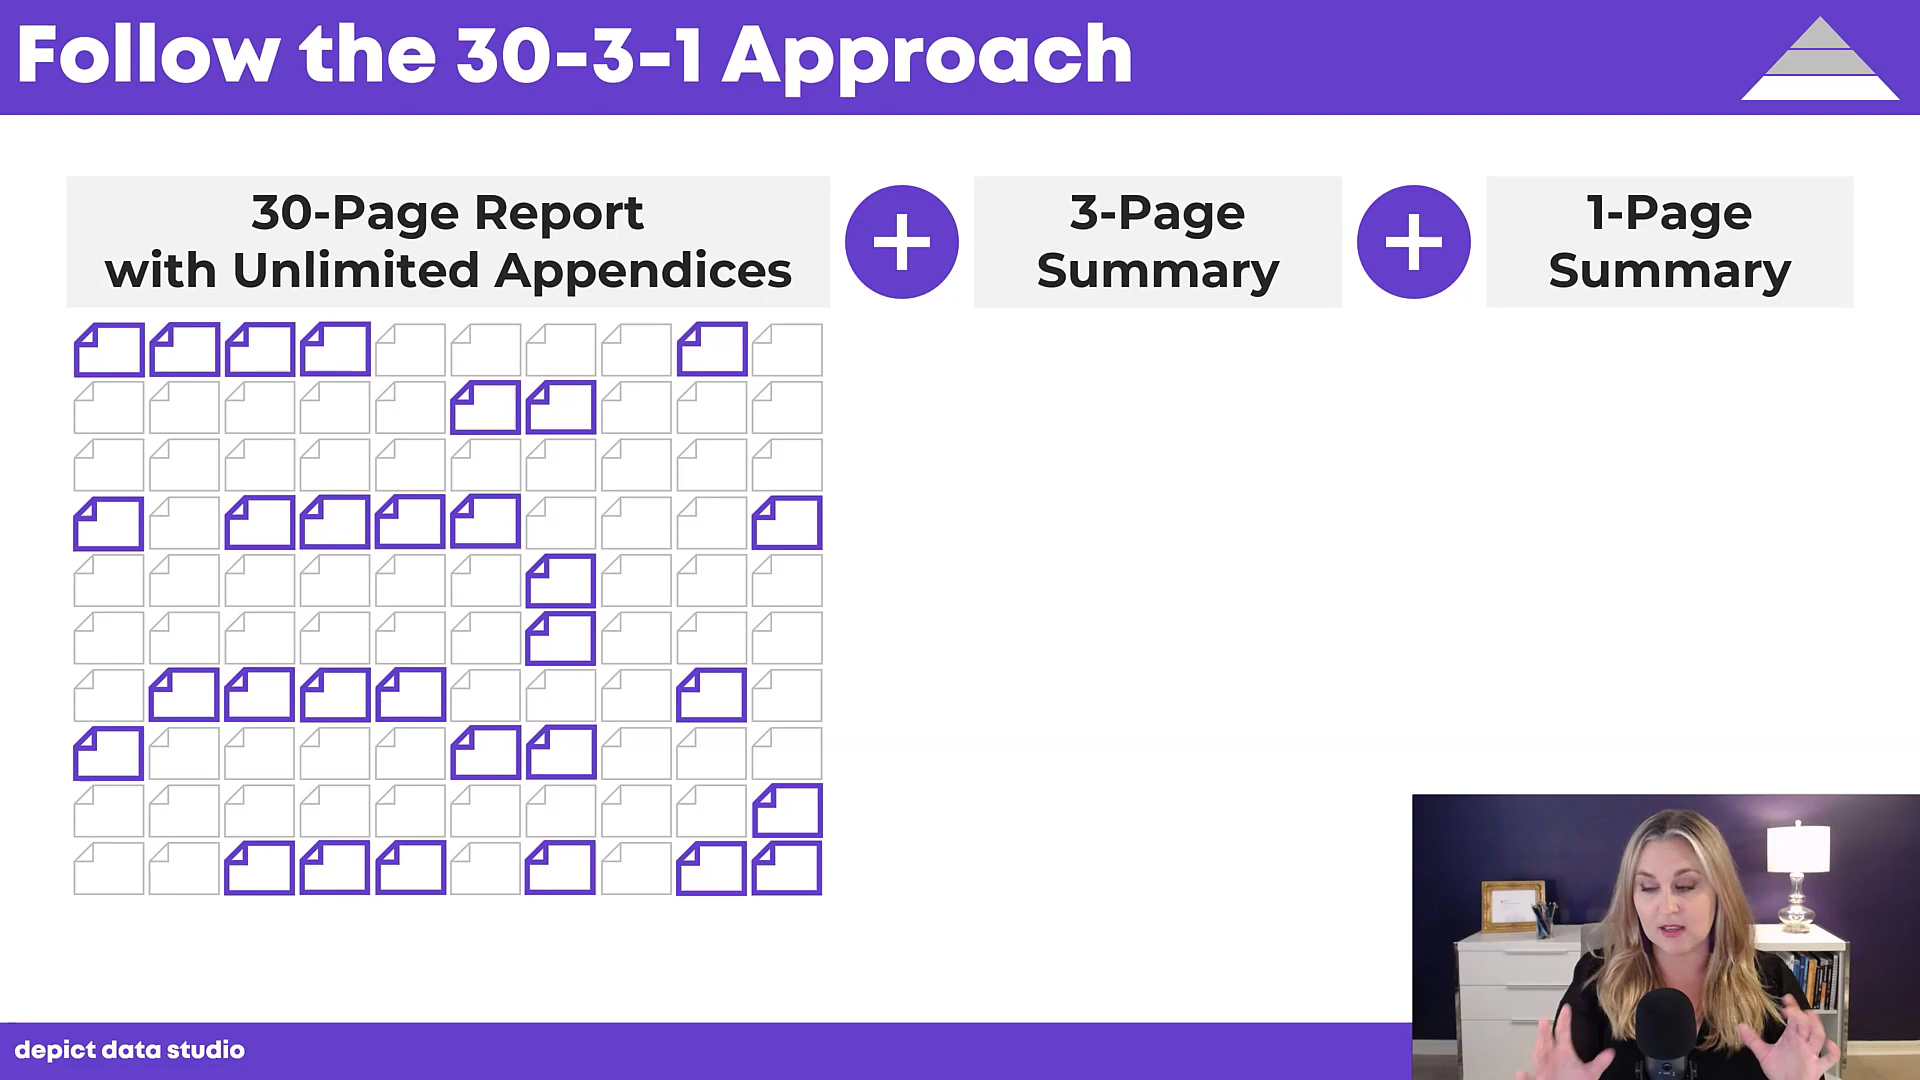 Follow the 30-3-1 Approach
30-Page Report
with Unlimited Appendices
3-Page
Summary
1-Page
Summary
depict data studio